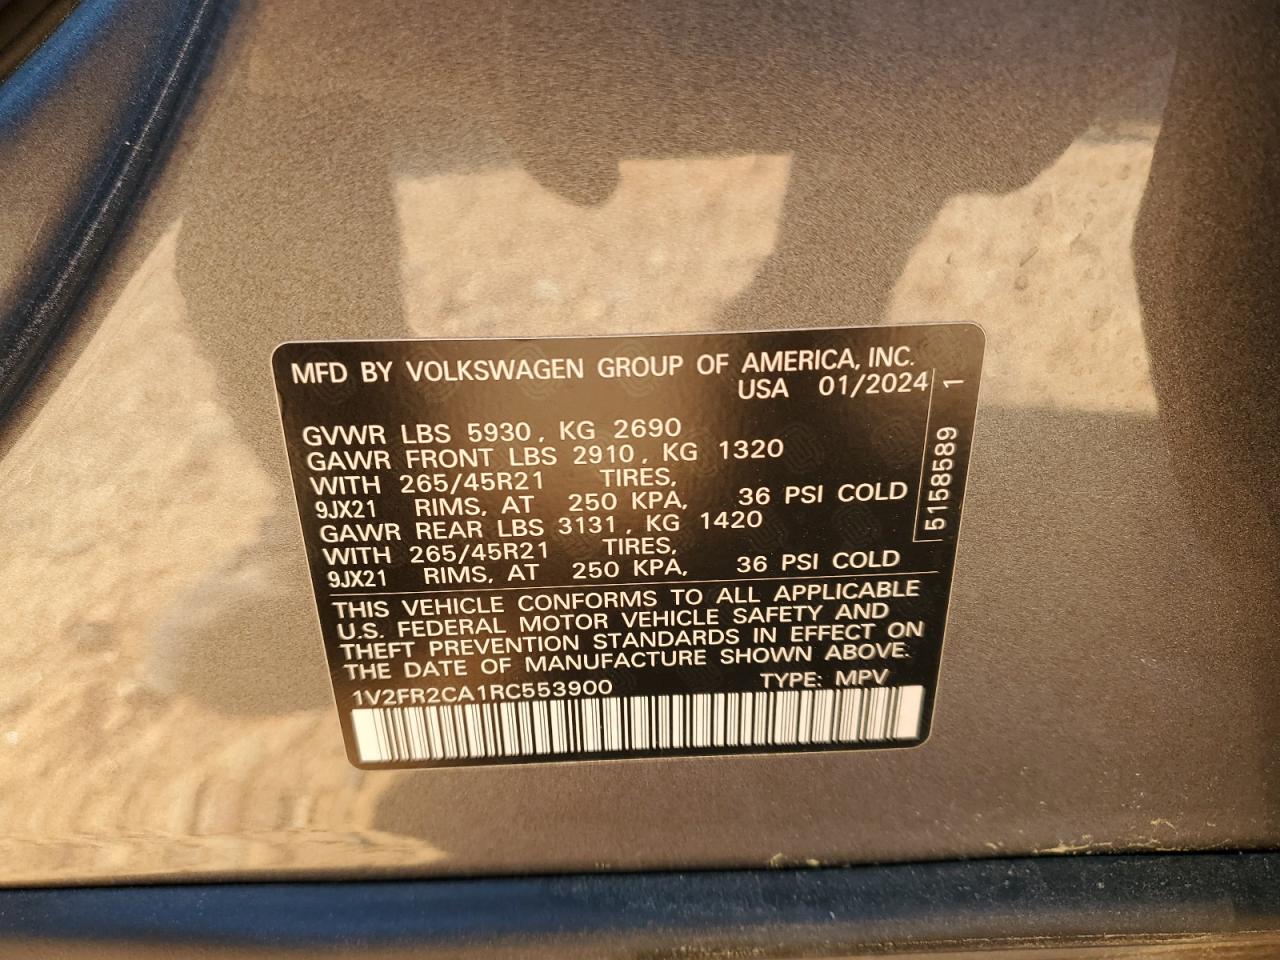 MFD BY VOLKSWAGEN GROUP OF AMERICA, INC.
USA 01/2024
GVWR LBS 5930, KG 2690
GAWR FRONT LBS 2910, KG 1320
WITH 265/45R21 TIRES,
9JX21 RIMS, AT 250 KPA, 36 PSI COLD
GAWR REAR LBS 3131, KG 1420
WITH 265/45R21 TIRES,
9JX21 RIMS, AT 250 KPA, 36 PSI COLD
5158589 1
THIS VEHICLE CONFORMS TO ALL APPLICABLE
U.S. FEDERAL MOTOR VEHICLE SAFETY AND
THEFT PREVENTION STANDARDS IN EFFECT ON
THE DATE OF MANUFACTURE SHOWN ABOVE.
1V2FR2CA1RC553900 TYPE: MPV